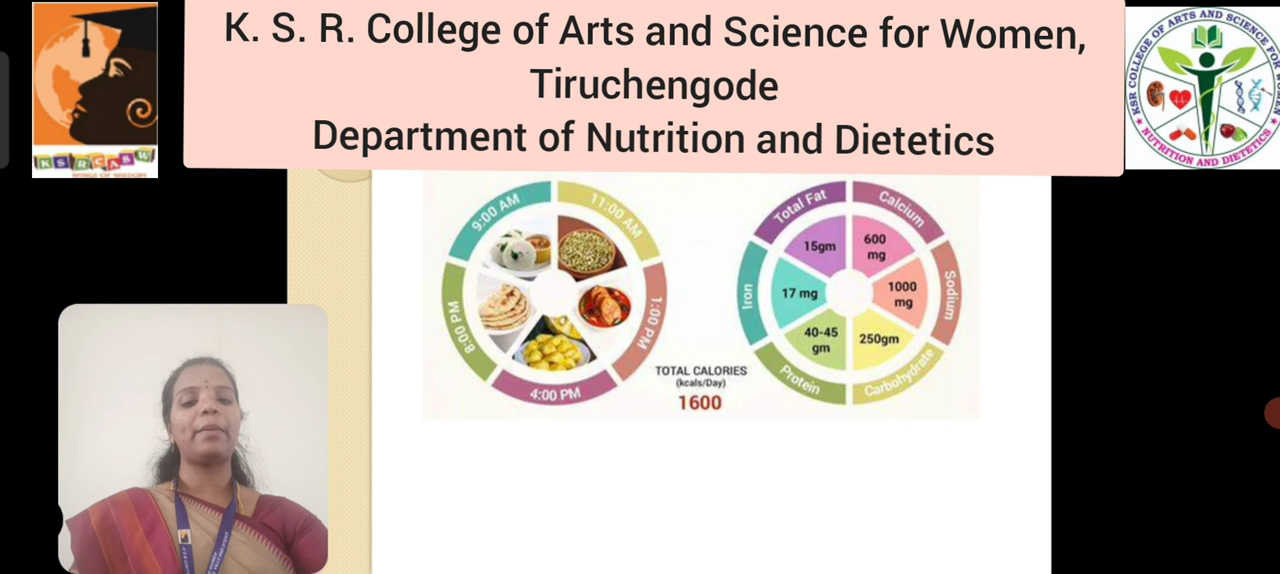 K. S. R. College of Arts and Science for Women,
Tiruchengode
Department of Nutrition and Dietetics
KSRCASW
KSR COLLEGE OF ARTS AND SCIENCE FOR
NUTRITION AND DIETETICS
9:00 AM
11:00 AM
1:00 PM
4:00 PM
8:00 PM
TOTAL CALORIES
(kcals/Day)
1600
Total Fat
15gm
Calcium
600
mg
Sodium
1000
mg
Carbohydrate
250gm
Protein
40-45
gm
Iron
17 mg